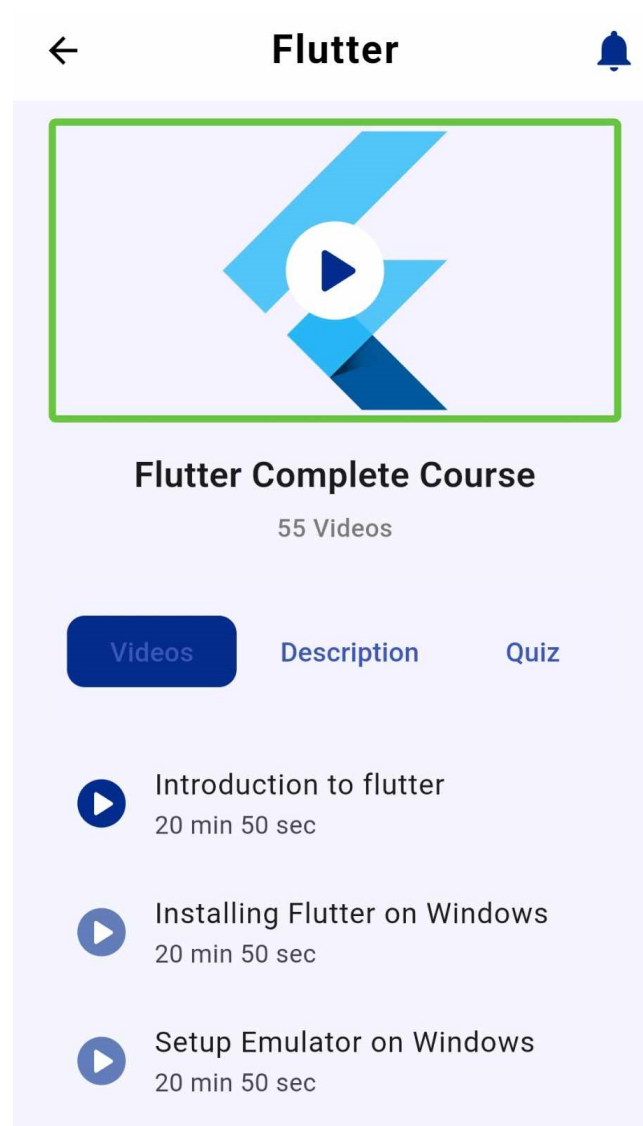 Flutter
Flutter Complete Course
55 Videos
Videos Description Quiz
Introduction to flutter
20 min 50 sec
Installing Flutter on Windows
20 min 50 sec
Setup Emulator on Windows
20 min 50 sec